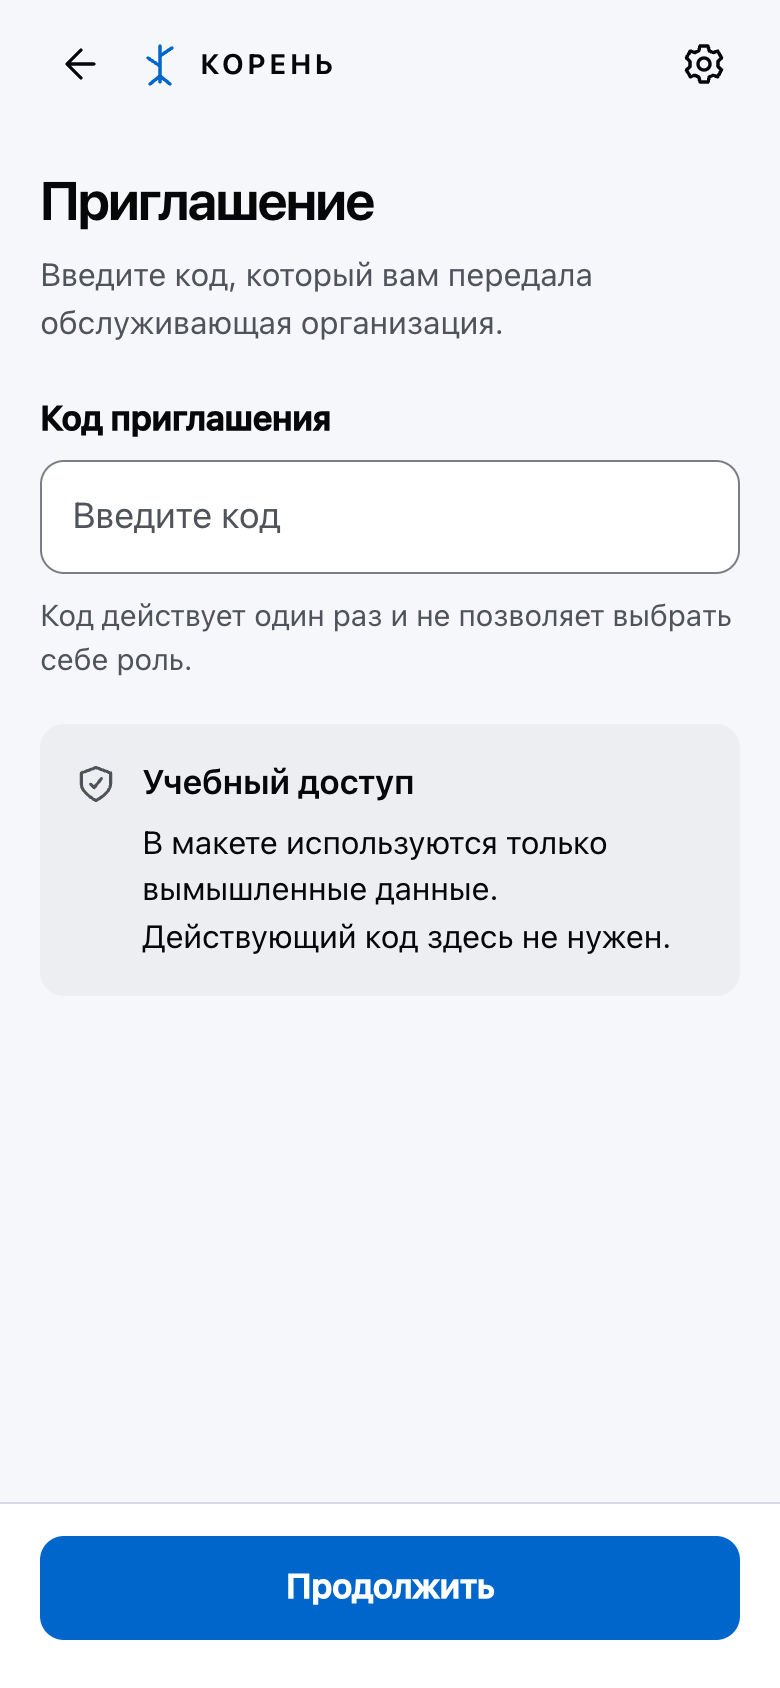 КОРЕНЬ
Приглашение
Введите код, который вам передала
обслуживающая организация.
Код приглашения
Введите код
Код действует один раз и не позволяет выбрать
себе роль.
Учебный доступ
В макете используются только
вымышленные данные.
Действующий код здесь не нужен.
Продолжить